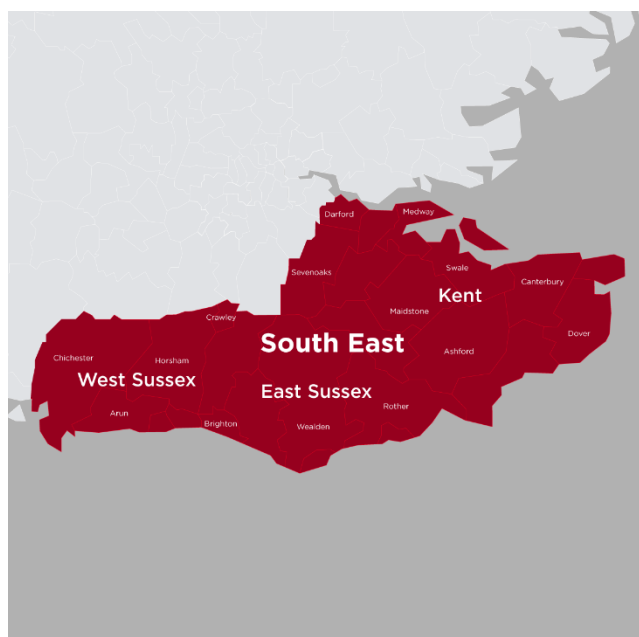 Darford
Medway
Sevenoaks
Swale
Canterbury
Kent
Maidstone
Crawley
Dover
South East
Ashford
Chichester
Horsham
West Sussex
East Sussex
Rother
Arun
Brighton
Wealden